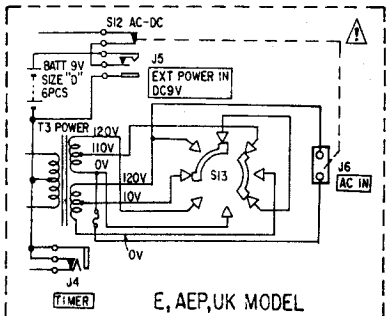 S12 AC-DC
BATT 9V
SIZE "D"
6PCS
J5
EXT POWER IN
DC9V
T3 POWER
120V
110V
0V
120V
10V
0V
S13
J6
AC IN
J4
TIMER
E, AEP, UK MODEL